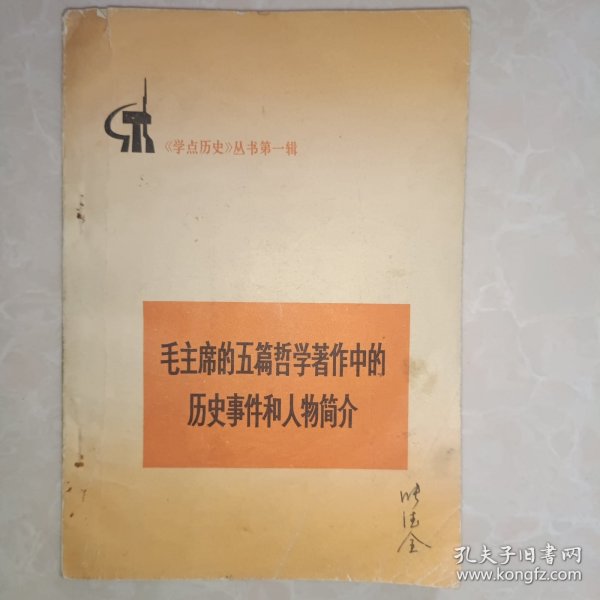 《学点历史》丛书第一辑
毛主席的五篇哲学著作中的
历史事件和人物简介
孔夫子旧书网
www.kongfz.com